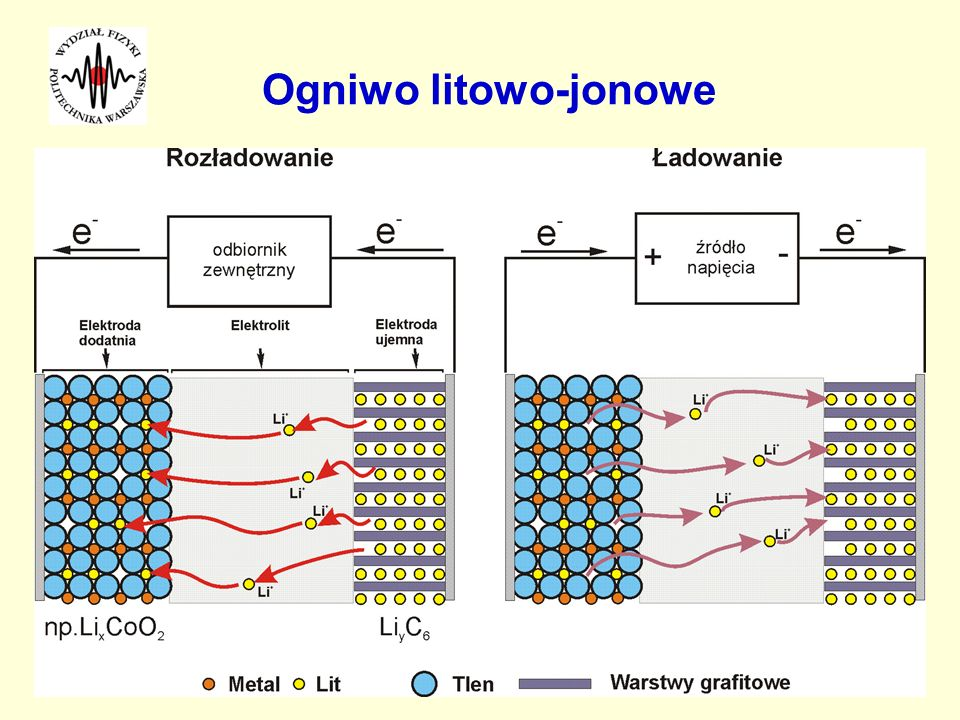 WYDZIAŁ FIZYKI
POLITECHNIKA WARSZAWSKA
Ogniwo litowo-jonowe
Rozładowanie
Ładowanie
e-
odbiornik
zewnętrzny
e-
e-
+
źródło
napięcia
-
e-
Elektroda
dodatnia
Elektrolit
Elektroda
ujemna
Li+
Li+
Li+
Li+
Li+
Li+
Li+
Li+
np.LixCoO2
LiyC6
Metal
Lit
Tlen
Warstwy grafitowe